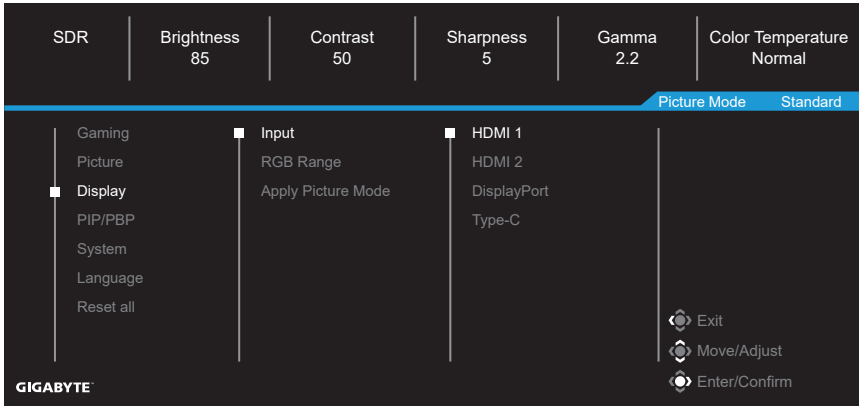 SDR Brightness Contrast Sharpness Gamma Color Temperature
85 50 5 2.2 Normal
Picture Mode Standard
Gaming Input HDMI 1
Picture RGB Range HDMI 2
Display Apply Picture Mode DisplayPort
PIP/PBP Type-C
System
Language
Reset all
Exit
Move/Adjust
Enter/Confirm
GIGABYTE™